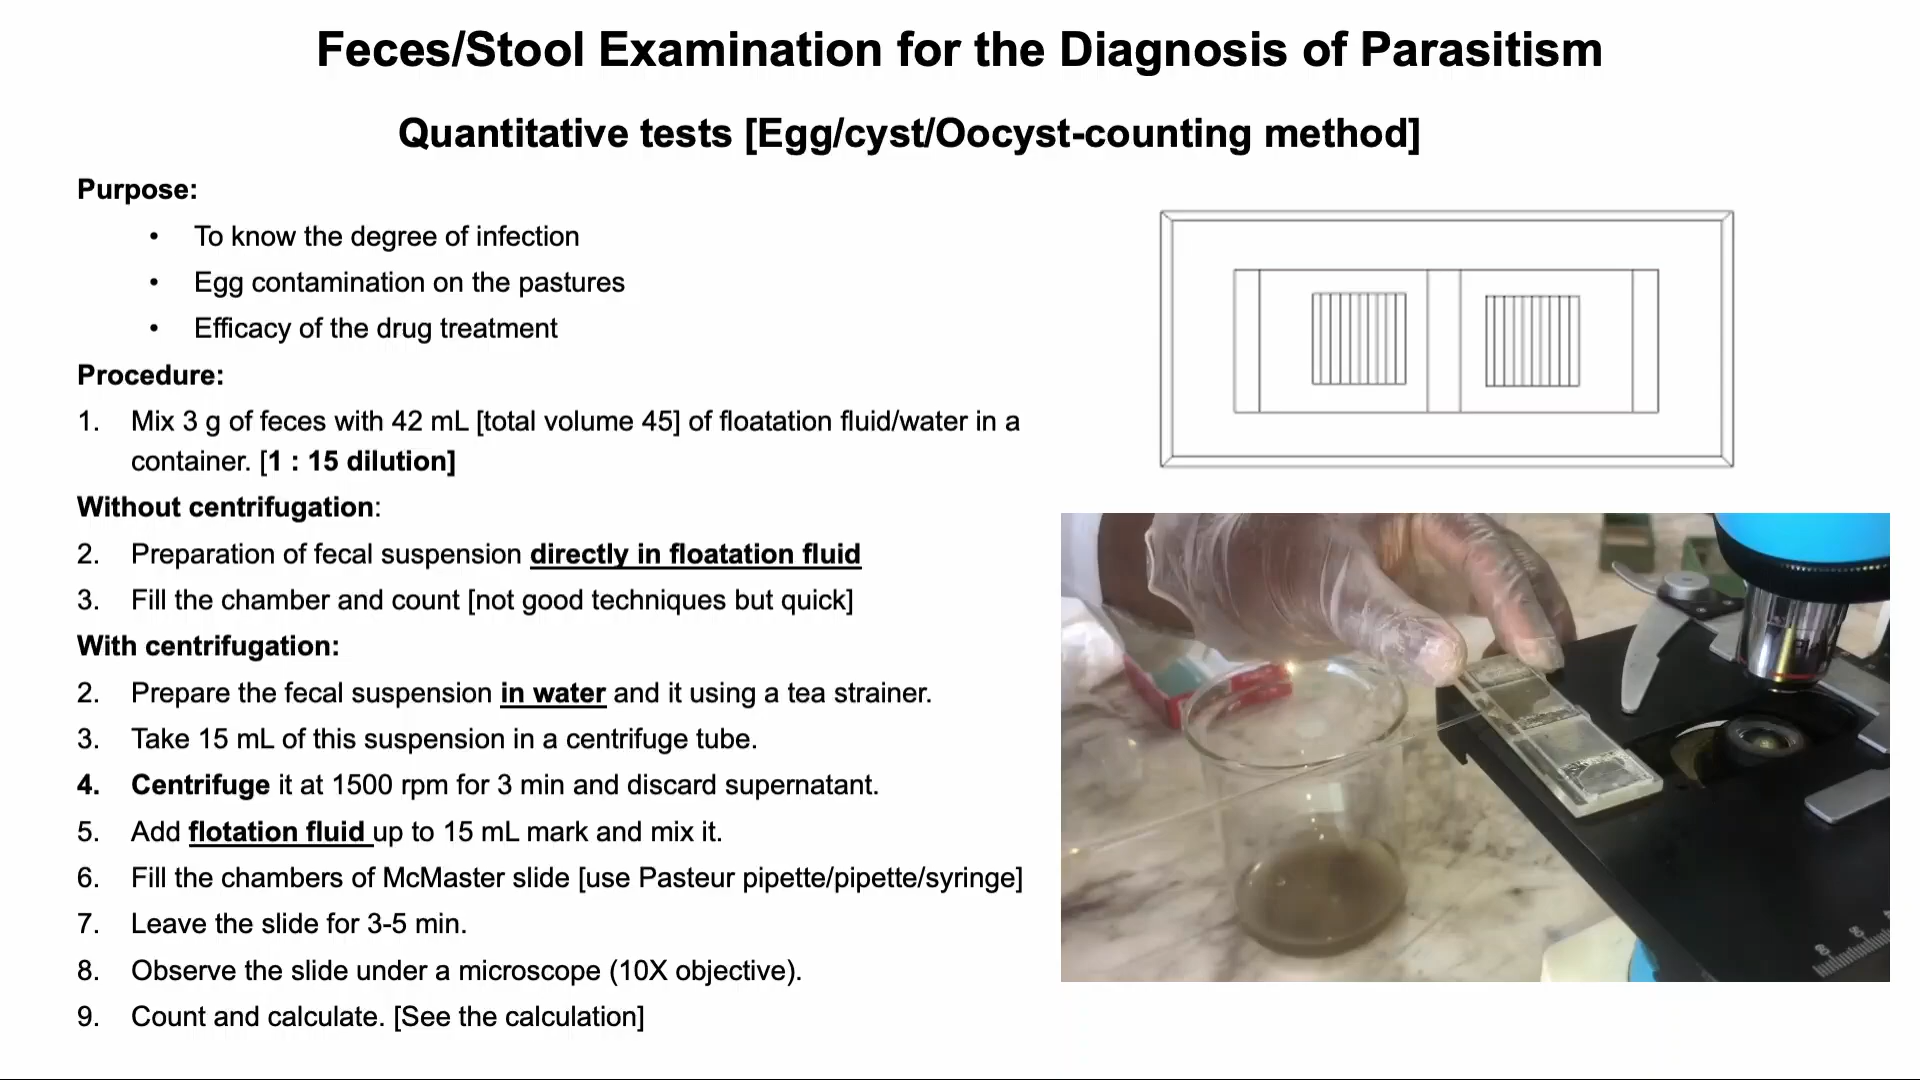 Feces/Stool Examination for the Diagnosis of Parasitism
Quantitative tests [Egg/cyst/Oocyst-counting method]
Purpose:
• To know the degree of infection
• Egg contamination on the pastures
• Efficacy of the drug treatment
Procedure:
1. Mix 3 g of feces with 42 mL [total volume 45] of floatation fluid/water in a
container. [1 : 15 dilution]
Without centrifugation:
2. Preparation of fecal suspension directly in floatation fluid
3. Fill the chamber and count [not good techniques but quick]
With centrifugation:
2. Prepare the fecal suspension in water and it using a tea strainer.
3. Take 15 mL of this suspension in a centrifuge tube.
4. Centrifuge it at 1500 rpm for 3 min and discard supernatant.
5. Add flotation fluid up to 15 mL mark and mix it.
6. Fill the chambers of McMaster slide [use Pasteur pipette/pipette/syringe]
7. Leave the slide for 3-5 min.
8. Observe the slide under a microscope (10X objective).
9. Count and calculate. [See the calculation]